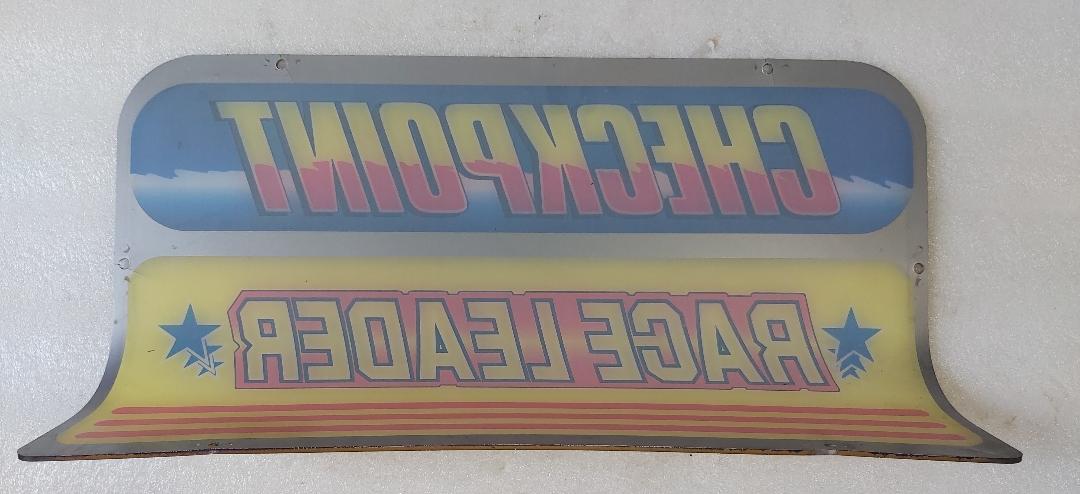 CHECKPOINT
RACE LEADER